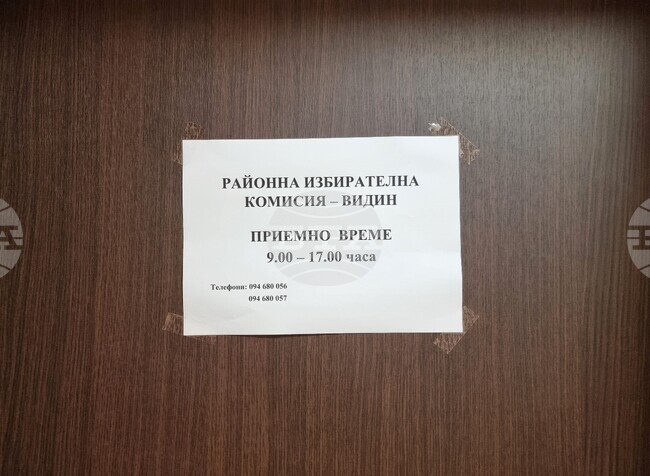 РАЙОННА ИЗБИРАТЕЛНА
КОМИСИЯ – ВИДИН
ПРИЕМНО ВРЕМЕ
9.00 – 17.00 часа
Телефони: 094 680 056
094 680 057